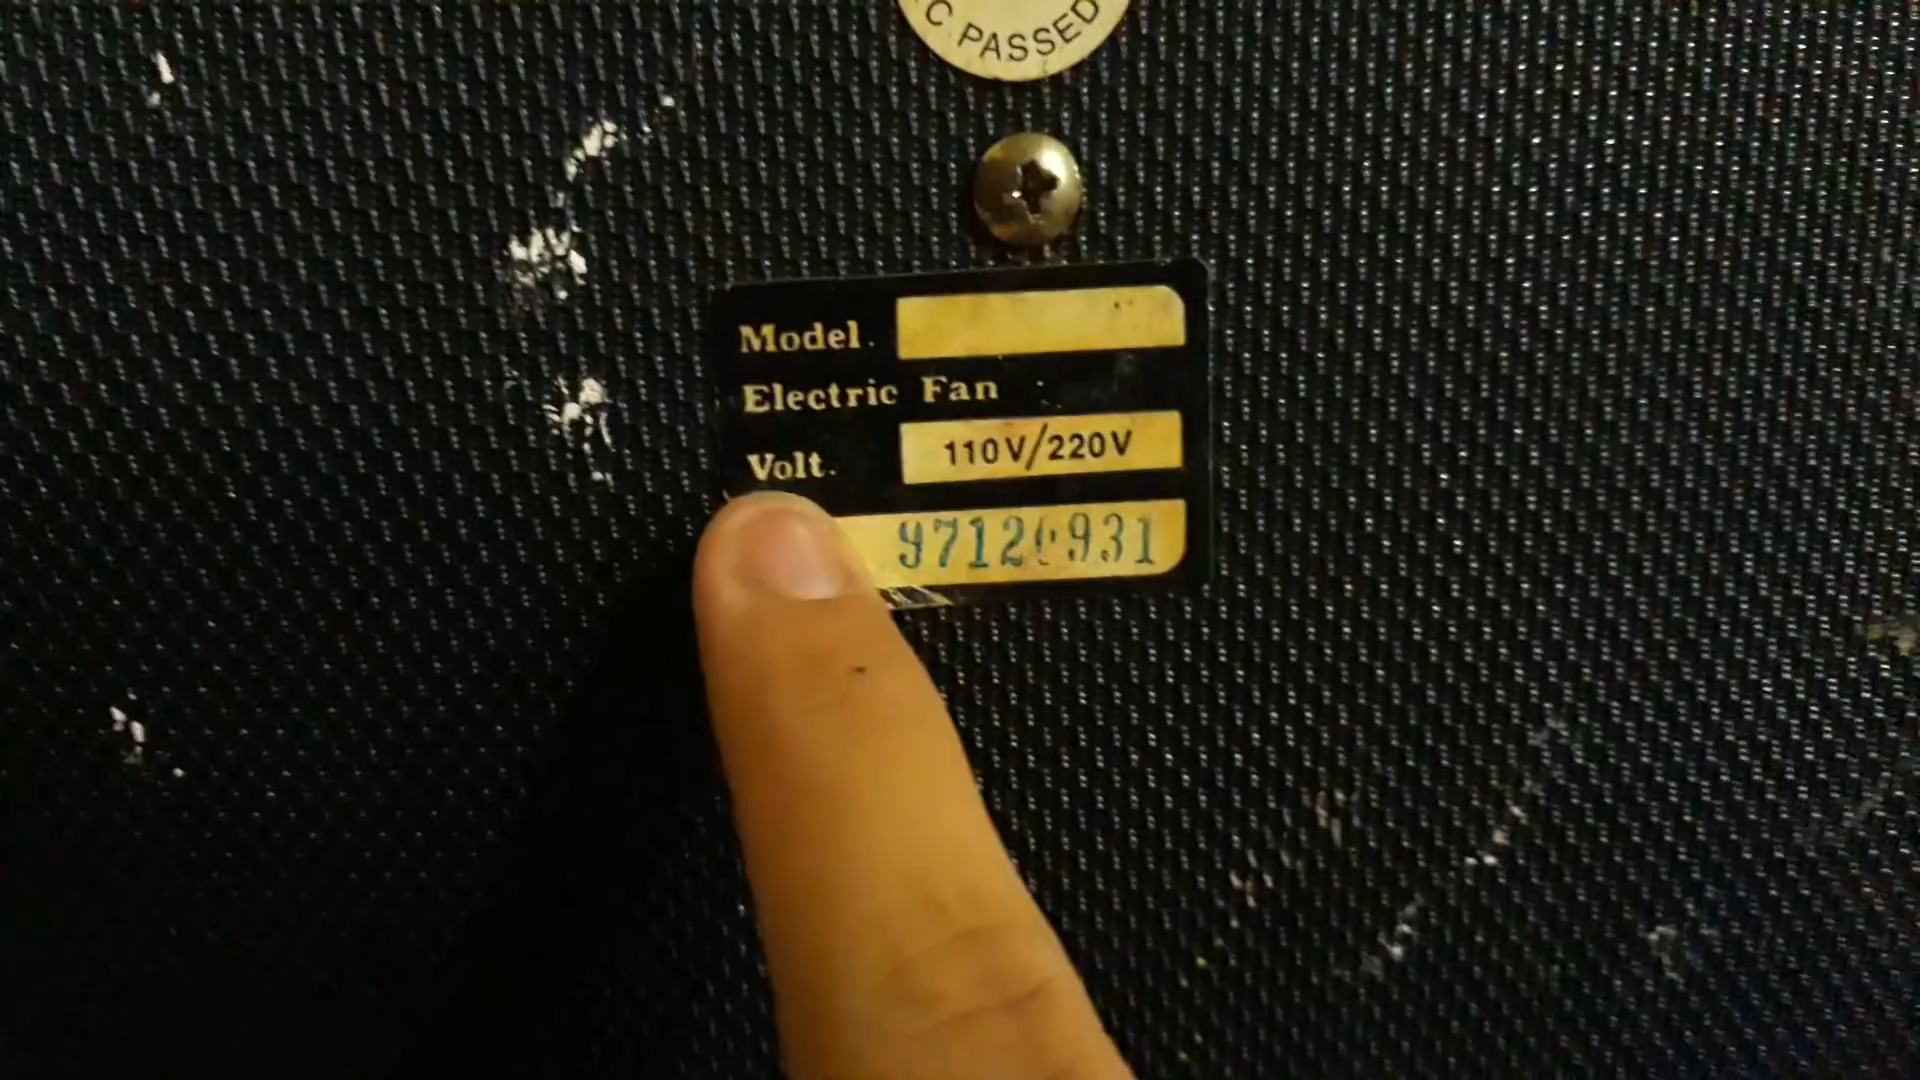 C PASSED
Model.
Electric Fan
Volt. 110V/220V